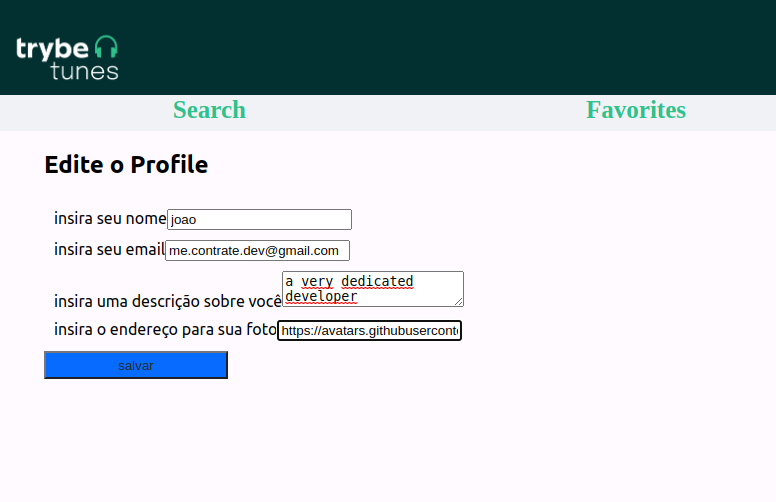 trybe
tunes
Search Favorites
Edite o Profile
insira seu nome joao
insira seu email me.contrate.dev@gmail.com
a very dedicated
insira uma descrição sobre você developer
insira o endereço para sua foto https://avatars.githubuserconte
salvar